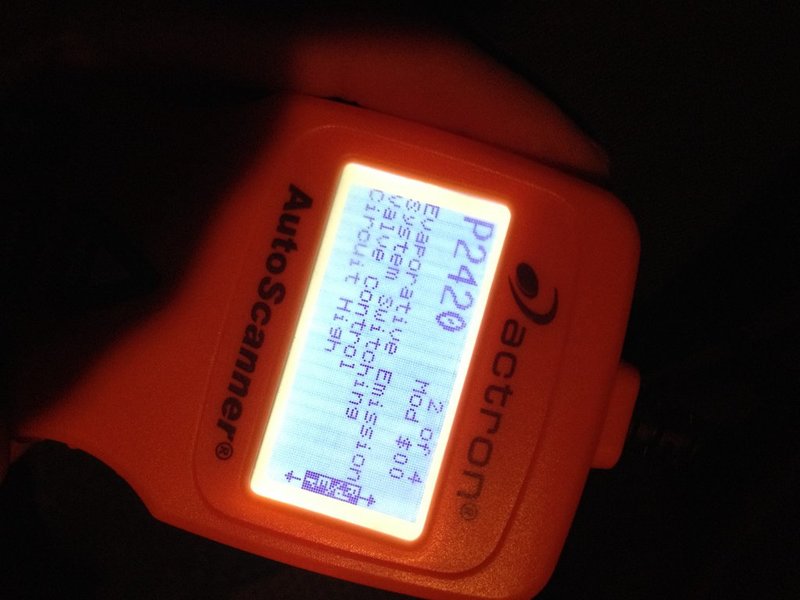 actron®
P2420 2 of 4
Mod $00
Evaporative Emission
System Switching
Valve Control
Circuit High
AutoScanner®